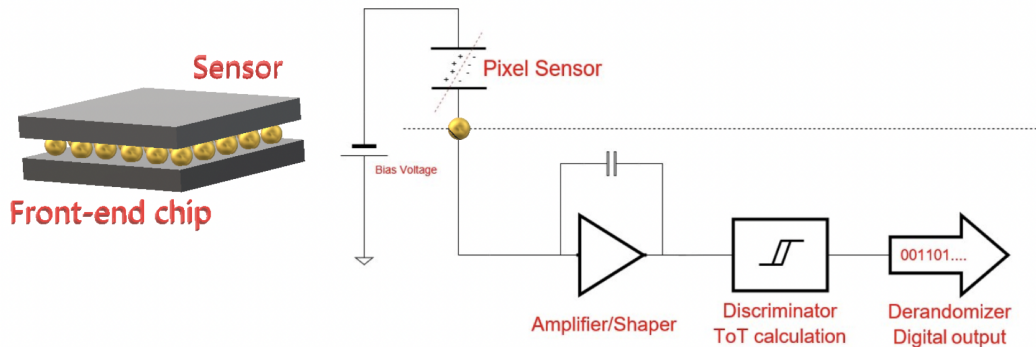 Sensor
Front-end chip
Pixel Sensor
Bias Voltage
Amplifier/Shaper
Discriminator
ToT calculation
001101....
Derandomizer
Digital output